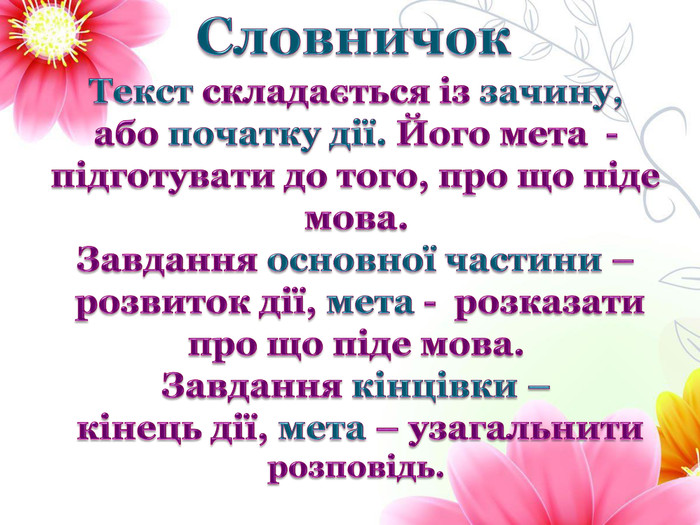 Словничок
Текст складається із зачину,
або початку дії. Його мета -
підготувати до того, про що піде
мова.
Завдання основної частини –
розвиток дії, мета - розказати
про що піде мова.
Завдання кінцівки –
кінець дії, мета – узагальнити
розповідь.